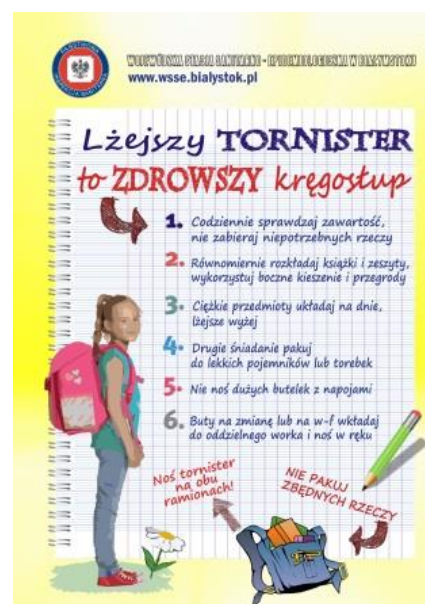 WOJEWÓDZKA STACJA SANITARNO - EPIDEMIOLOGICZNA W BIAŁYMSTOKU
www.wsse.bialystok.pl
Lżejszy TORNISTER
to ZDROWSZY kręgosłup
1. Codziennie sprawdzaj zawartość,
nie zabieraj niepotrzebnych rzeczy
2. Równomiernie rozkładaj książki i zeszyty,
wykorzystuj boczne kieszenie i przegrody
3. Ciężkie przedmioty układaj na dnie,
lżejsze wyżej
4. Drugie śniadanie pakuj
do lekkich pojemników lub torebek
5. Nie noś dużych butelek z napojami
6. Buty na zmianę lub na w-f wkładaj
do oddzielnego worka i noś w ręku
Noś tornister
na obu
ramionach!
NIE PAKUJ
ZBĘDNYCH RZECZY